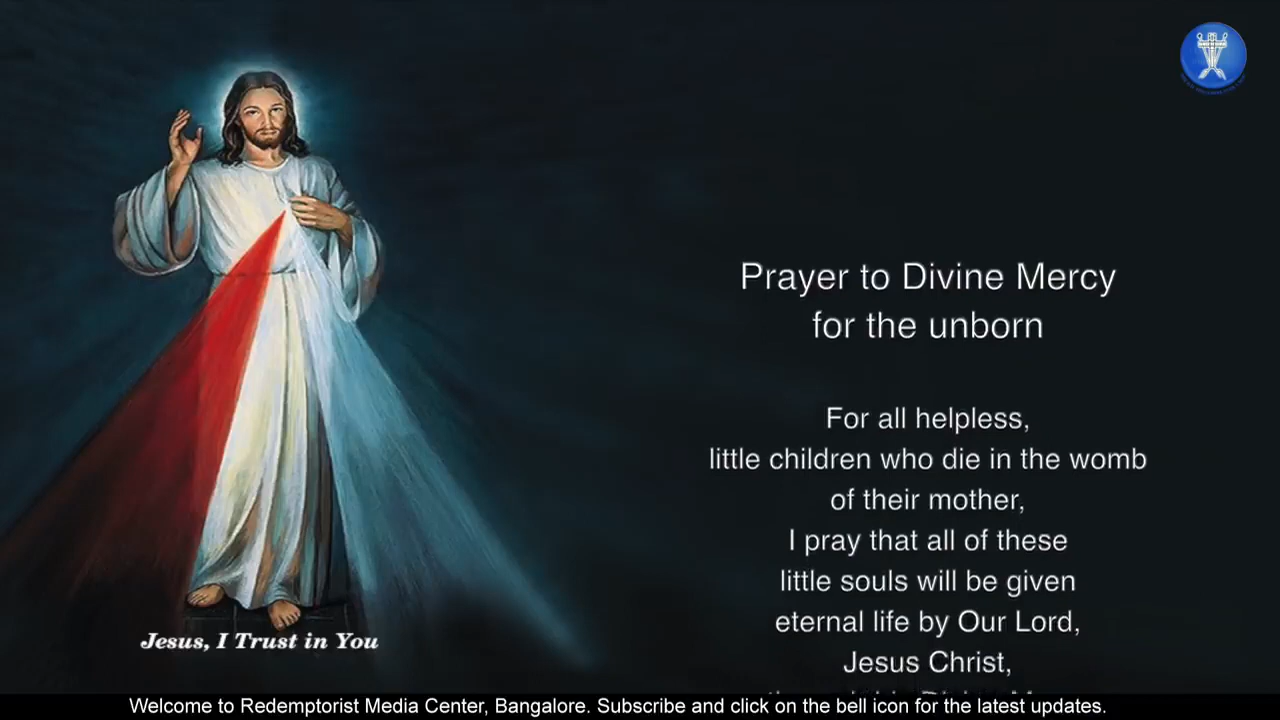 Prayer to Divine Mercy
for the unborn
For all helpless,
little children who die in the womb
of their mother,
I pray that all of these
little souls will be given
eternal life by Our Lord,
Jesus Christ,
Jesus, I Trust in You
Welcome to Redemptorist Media Center, Bangalore. Subscribe and click on the bell icon for the latest updates.